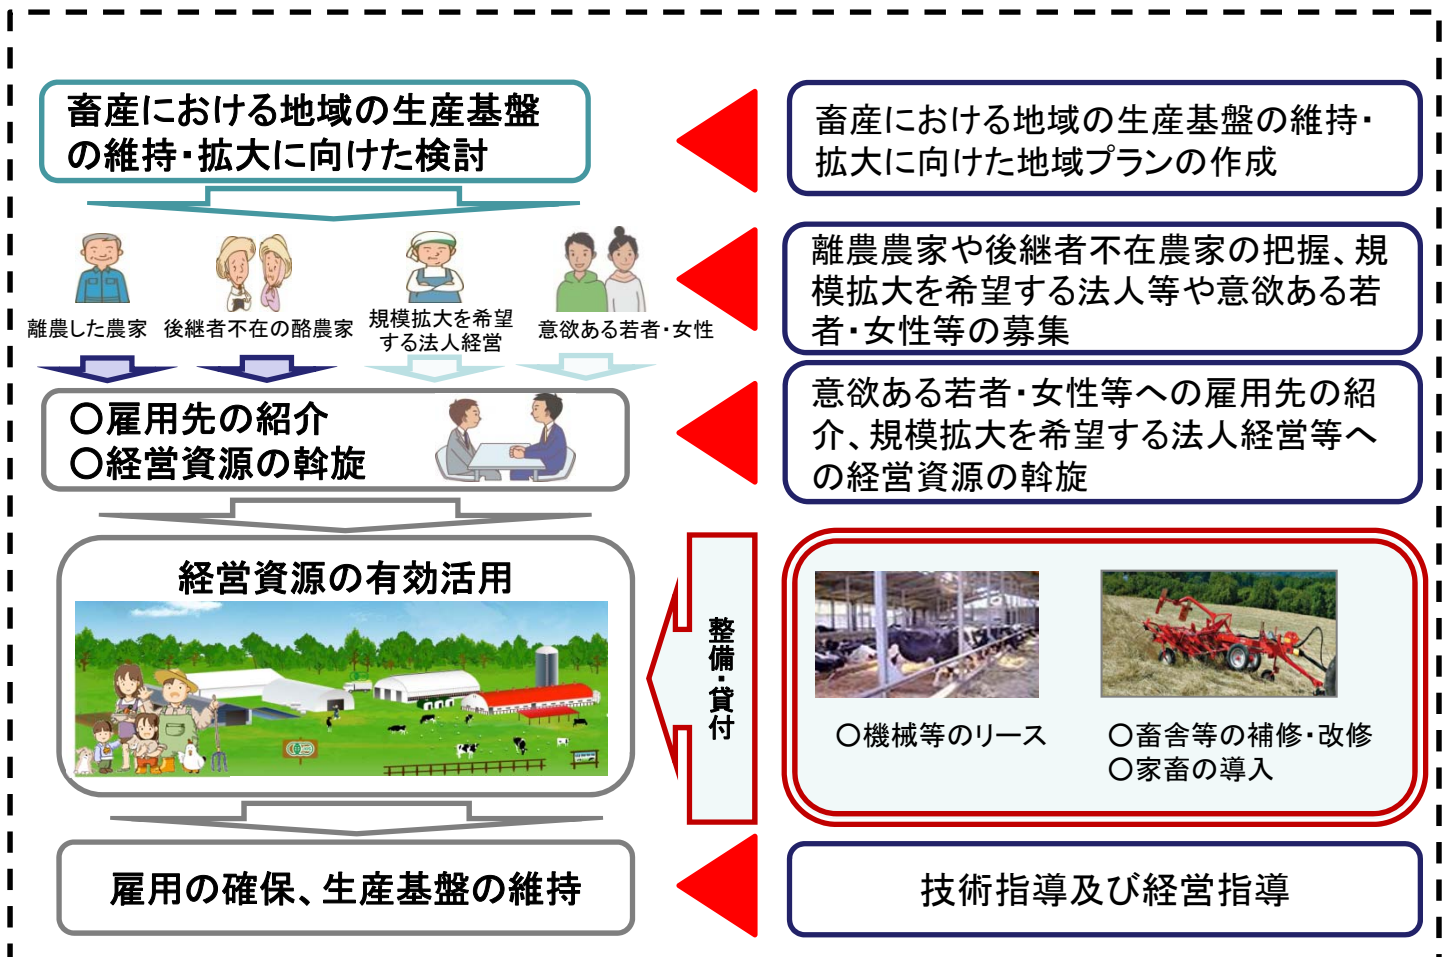 畜産における地域の生産基盤
の維持・拡大に向けた検討
畜産における地域の生産基盤の維持・
拡大に向けた地域プランの作成
離農した農家
後継者不在の酪農家
規模拡大を希望
する法人経営
意欲ある若者・女性
離農農家や後継者不在農家の把握、規
模拡大を希望する法人等や意欲ある若
者・女性等の募集
○雇用先の紹介
○経営資源の斡旋
意欲ある若者・女性等への雇用先の紹
介、規模拡大を希望する法人経営等へ
の経営資源の斡旋
経営資源の有効活用
整備・貸付
○機械等のリース
○畜舎等の補修・改修
○家畜の導入
雇用の確保、生産基盤の維持
技術指導及び経営指導